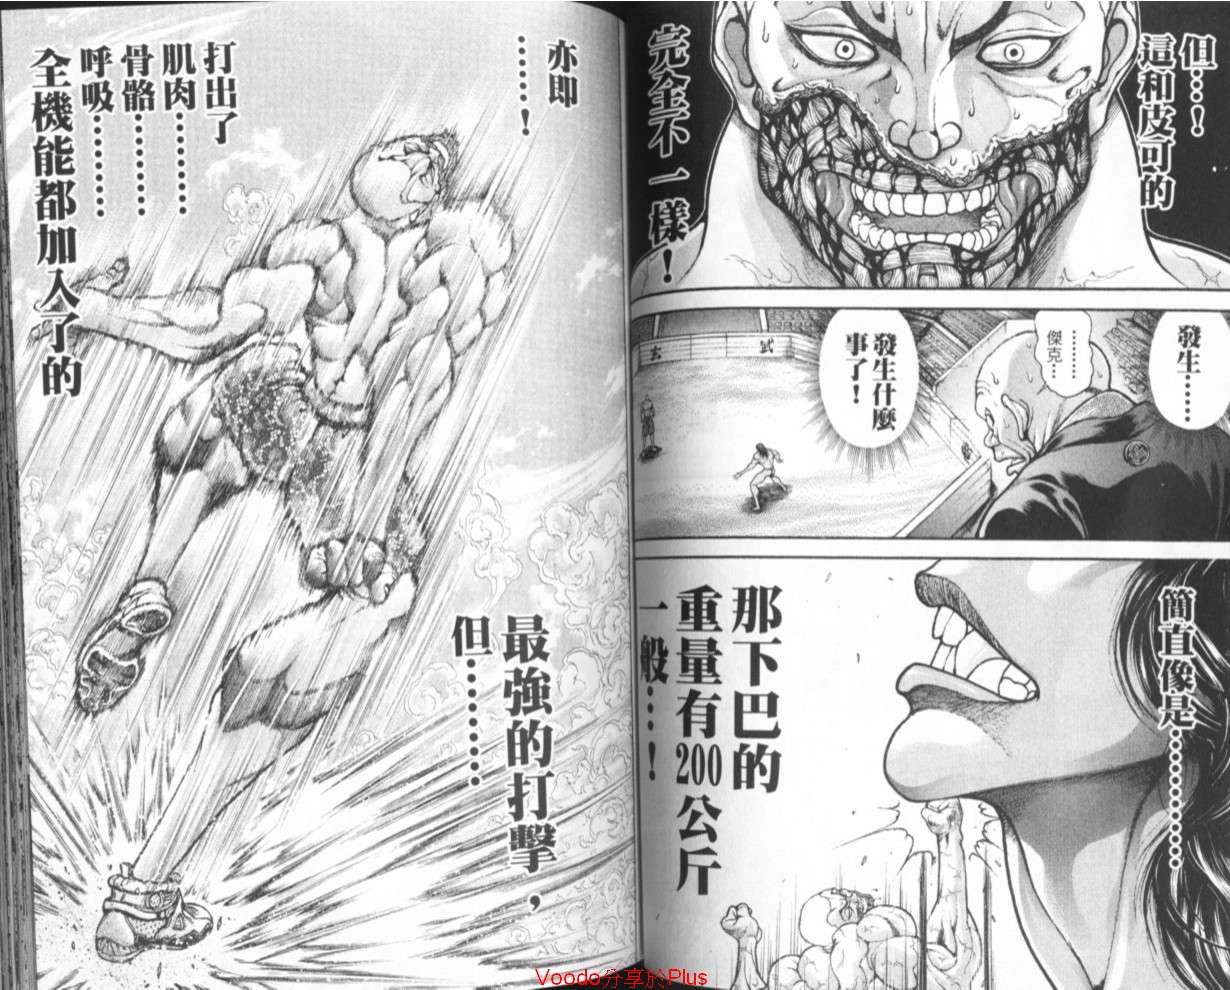 但…！
這和皮可的
完全不一樣！
發生……
………
傑克…
發生什麼
事了！
玄
武
簡直像是…………
那下巴的
重量有200公斤
一般…！
亦即
……！
打出了
肌肉………
骨骼………
呼吸………
全機能都加入了的
最強的打擊，
但………
Voodo分享於Plus